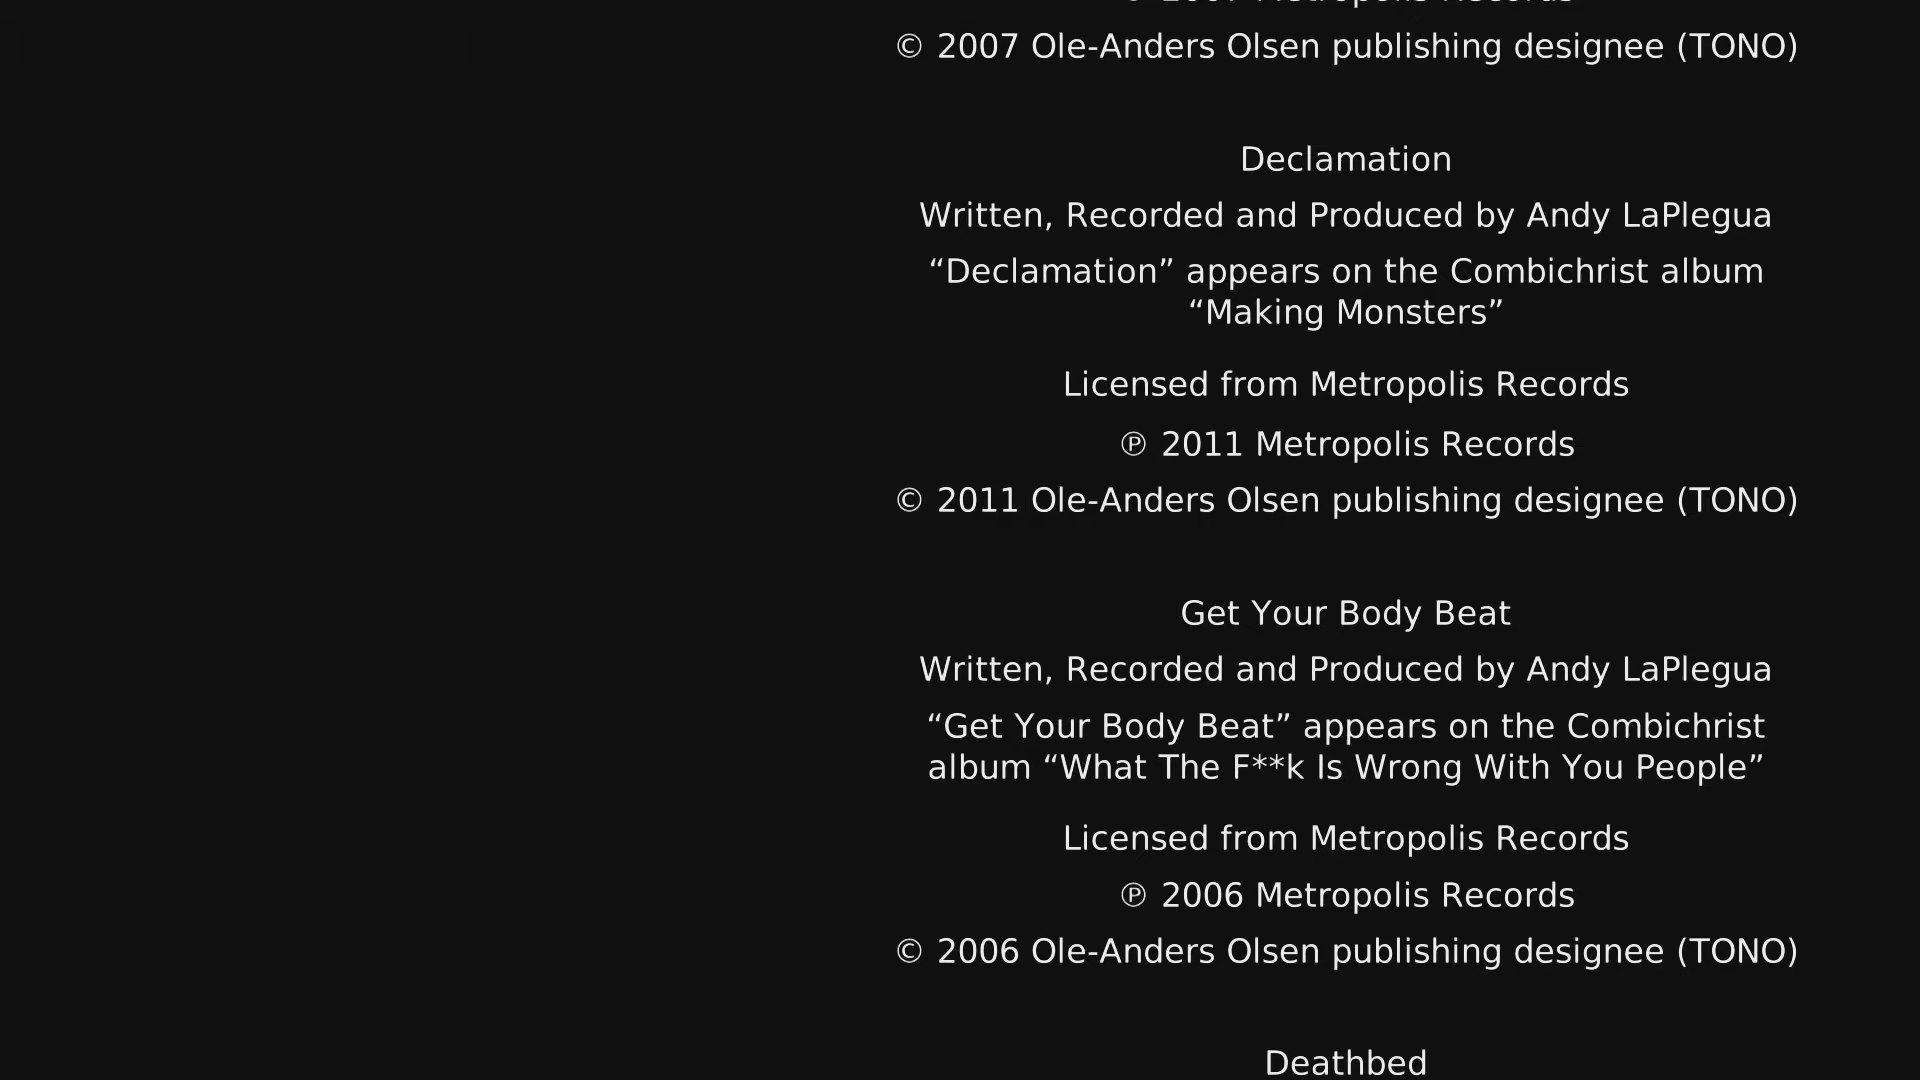 © 2007 Ole-Anders Olsen publishing designee (TONO)
Declamation
Written, Recorded and Produced by Andy LaPlegua
“Declamation” appears on the Combichrist album
“Making Monsters”
Licensed from Metropolis Records
℗ 2011 Metropolis Records
© 2011 Ole-Anders Olsen publishing designee (TONO)
Get Your Body Beat
Written, Recorded and Produced by Andy LaPlegua
“Get Your Body Beat” appears on the Combichrist
album “What The F**k Is Wrong With You People”
Licensed from Metropolis Records
℗ 2006 Metropolis Records
© 2006 Ole-Anders Olsen publishing designee (TONO)
Deathbed